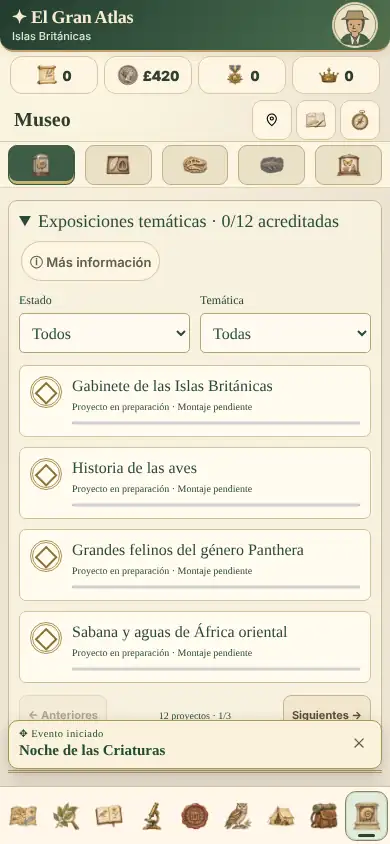 ✦ El Gran Atlas
Islas Británicas
0
£420
0
0
Museo
▼ Exposiciones temáticas · 0/12 acreditadas
ⓘ Más información
Estado
Temática
Todos
Todas
Gabinete de las Islas Británicas
Proyecto en preparación · Montaje pendiente
Historia de las aves
Proyecto en preparación · Montaje pendiente
Grandes felinos del género Panthera
Proyecto en preparación · Montaje pendiente
Sabana y aguas de África oriental
Proyecto en preparación · Montaje pendiente
← Anteriores
12 proyectos · 1/3
Siguientes →
✥ Evento iniciado
Noche de las Criaturas